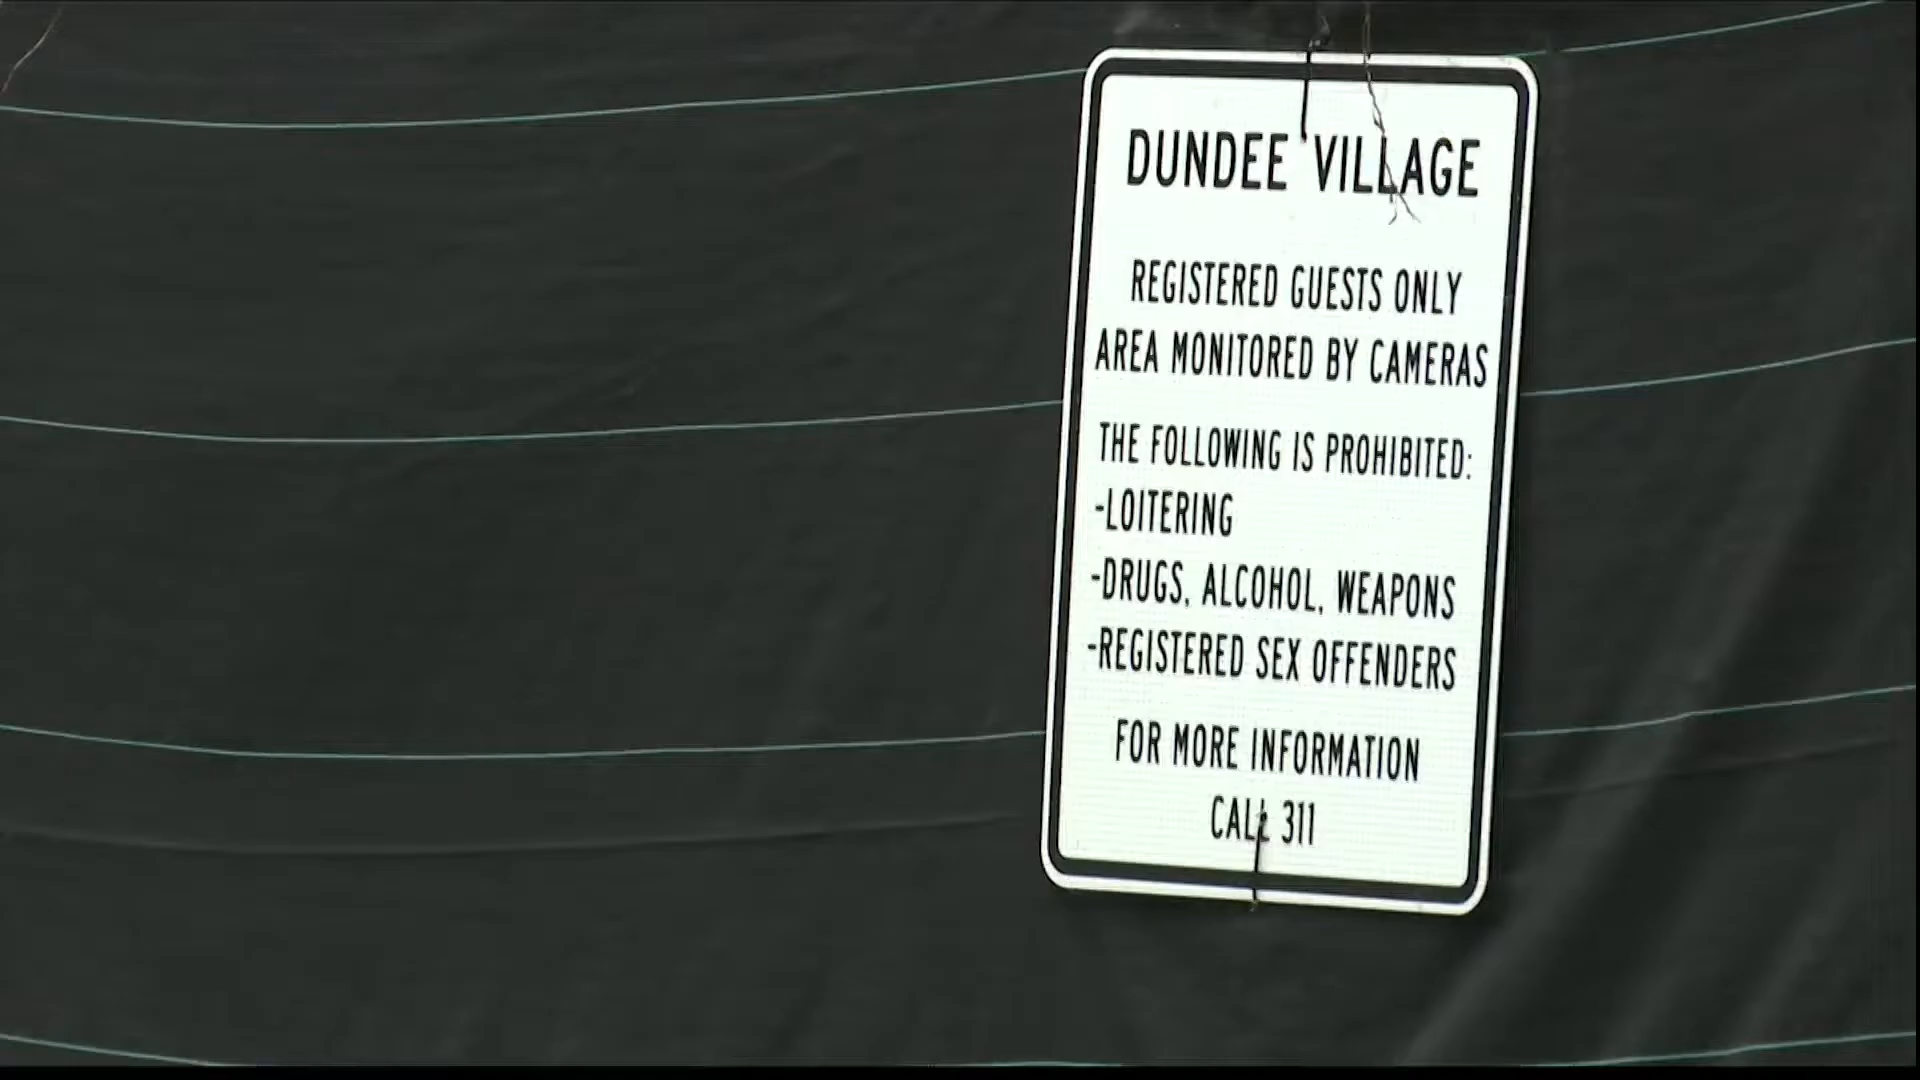 DUNDEE VILLAGE
REGISTERED GUESTS ONLY
AREA MONITORED BY CAMERAS
THE FOLLOWING IS PROHIBITED:
-LOITERING
-DRUGS, ALCOHOL, WEAPONS
-REGISTERED SEX OFFENDERS
FOR MORE INFORMATION
CALL 311